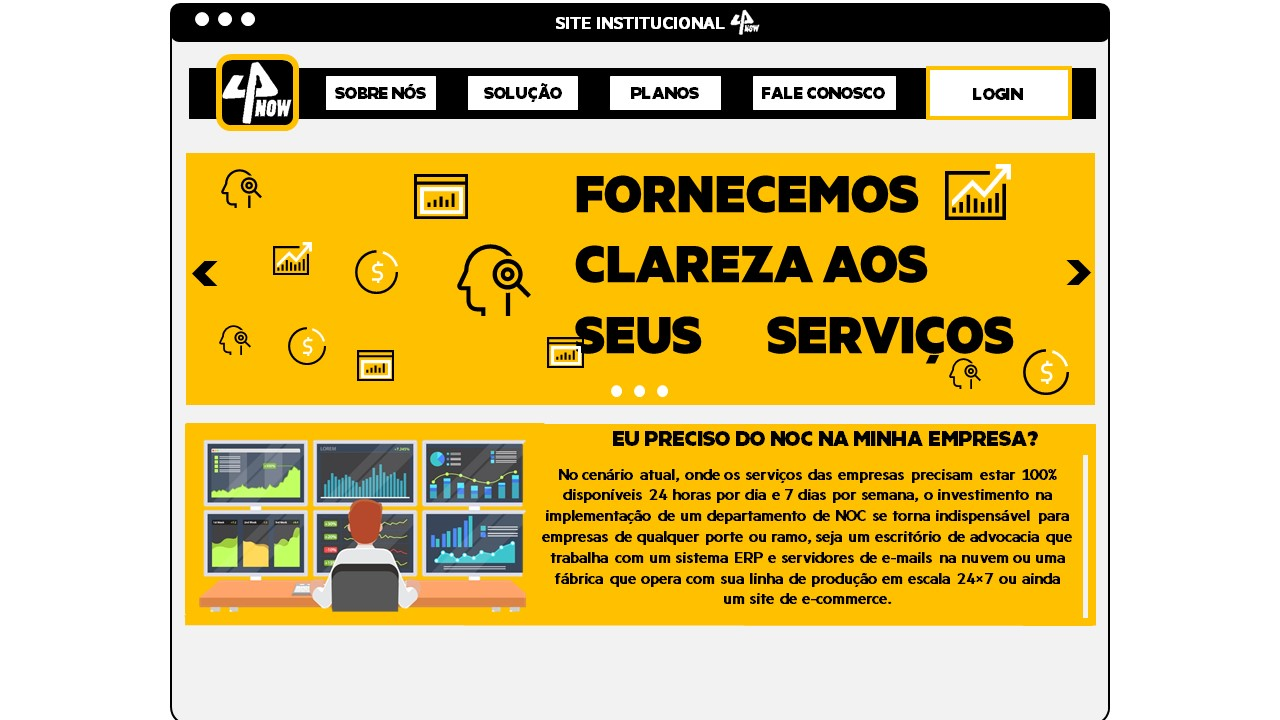 SITE INSTITUCIONAL 4P NOW
4P NOW
SOBRE NÓS
SOLUÇÃO
PLANOS
FALE CONOSCO
LOGIN
FORNECEMOS
CLAREZA AOS
SEUS SERVIÇOS
EU PRECISO DO NOC NA MINHA EMPRESA?
No cenário atual, onde os serviços das empresas precisam estar 100%
disponíveis 24 horas por dia e 7 dias por semana, o investimento na
implementação de um departamento de NOC se torna indispensável para
empresas de qualquer porte ou ramo, seja um escritório de advocacia que
trabalha com um sistema ERP e servidores de e-mails na nuvem ou uma
fábrica que opera com sua linha de produção em escala 24×7 ou ainda
um site de e-commerce.